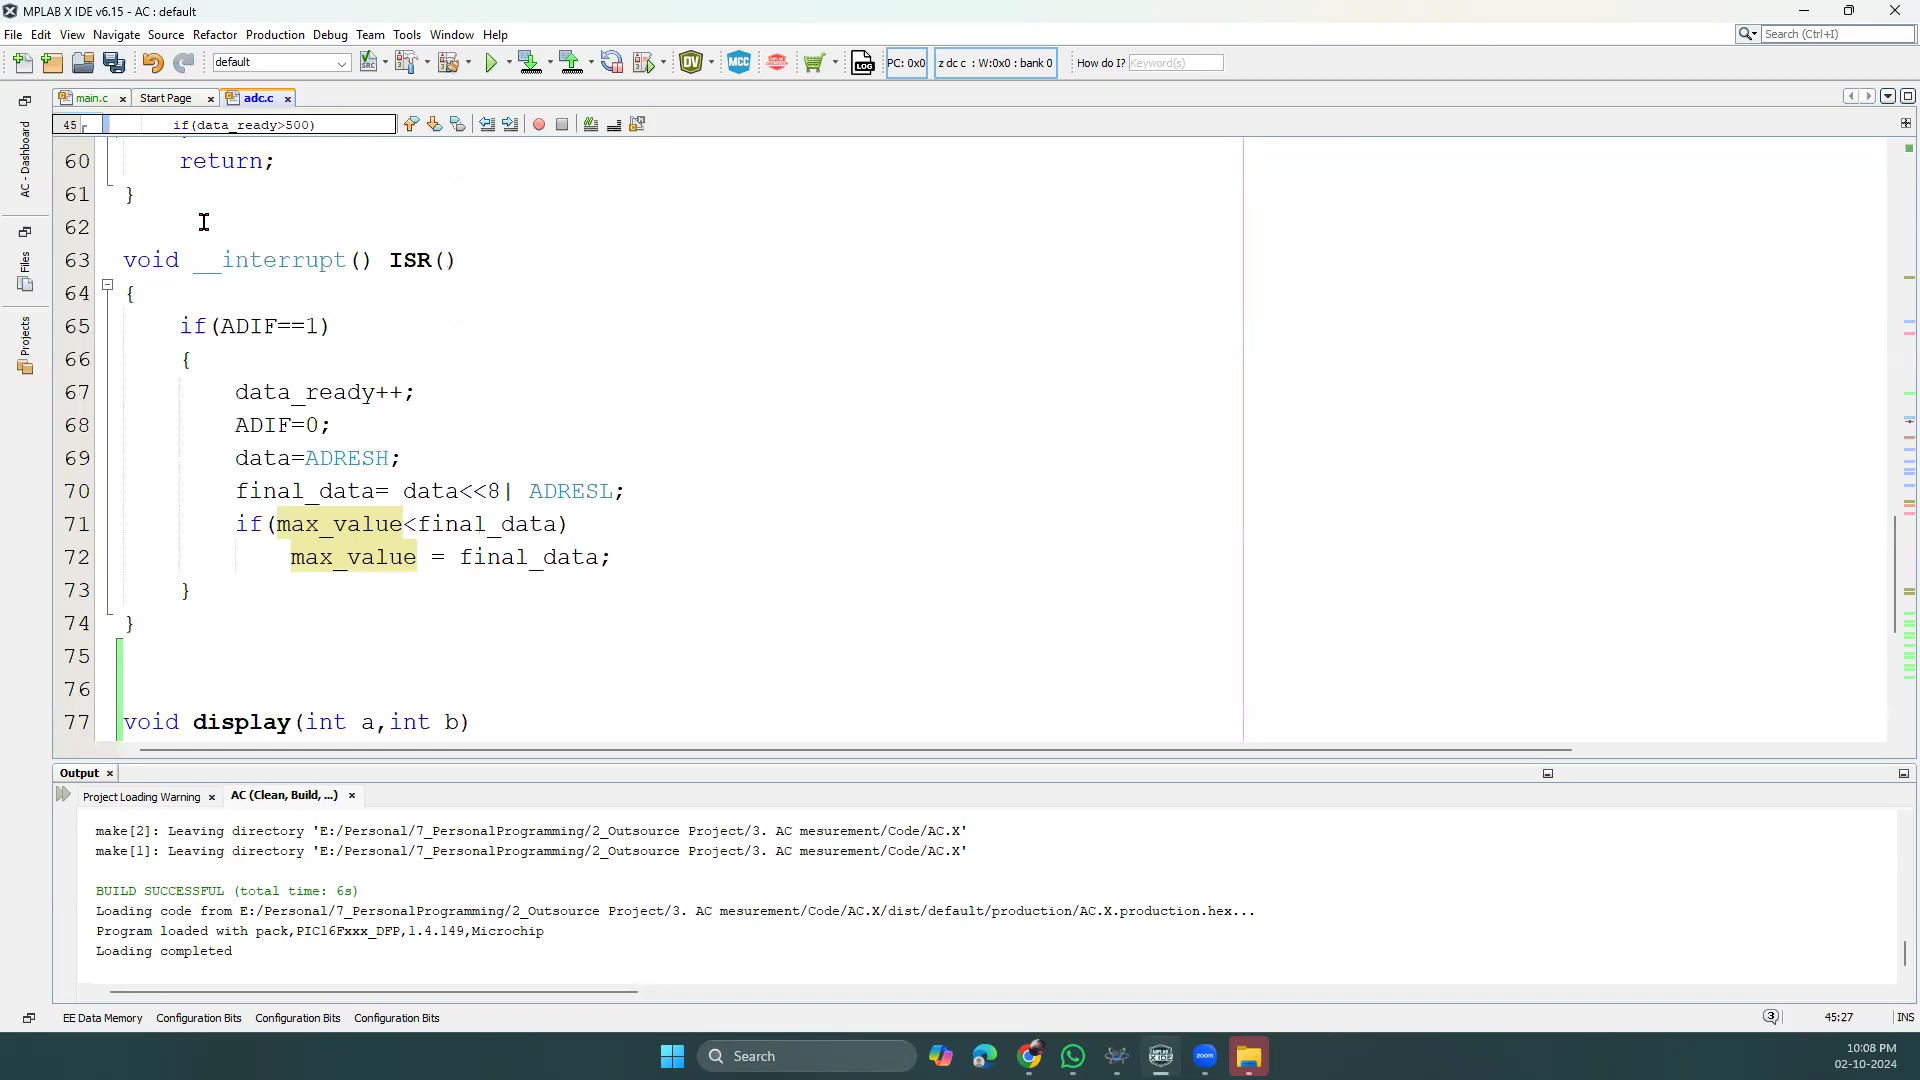 MPLAB X IDE v6.15 - AC : default
File Edit View Navigate Source Refactor Production Debug Team Tools Window Help
Search (Ctrl+I)
default
PC: 0x0
z dc c : W:0x0 : bank 0
How do I? Keyword(s)
main.c x Start Page x adc.c x
45 if(data_ready>500)
60 return;
61 }
62
63 void __interrupt() ISR()
64 {
65 if(ADIF==1)
66 {
67 data_ready++;
68 ADIF=0;
69 data=ADRESH;
70 final_data= data<<8| ADRESL;
71 if(max_value<final_data)
72 max_value = final_data;
73 }
74 }
75
76
77 void display(int a,int b)
AC - Dashboard
Files
Projects
Output x
Project Loading Warning x AC (Clean, Build, ...) x
make[2]: Leaving directory 'E:/Personal/7_PersonalProgramming/2_Outsource Project/3. AC mesurement/Code/AC.X'
make[1]: Leaving directory 'E:/Personal/7_PersonalProgramming/2_Outsource Project/3. AC mesurement/Code/AC.X'
BUILD SUCCESSFUL (total time: 6s)
Loading code from E:/Personal/7_PersonalProgramming/2_Outsource Project/3. AC mesurement/Code/AC.X/dist/default/production/AC.X.production.hex...
Program loaded with pack,PIC16Fxxx_DFP,1.4.149,Microchip
Loading completed
EE Data Memory Configuration Bits Configuration Bits Configuration Bits
3 45:27 INS
Search
zoom
10:08 PM
02-10-2024